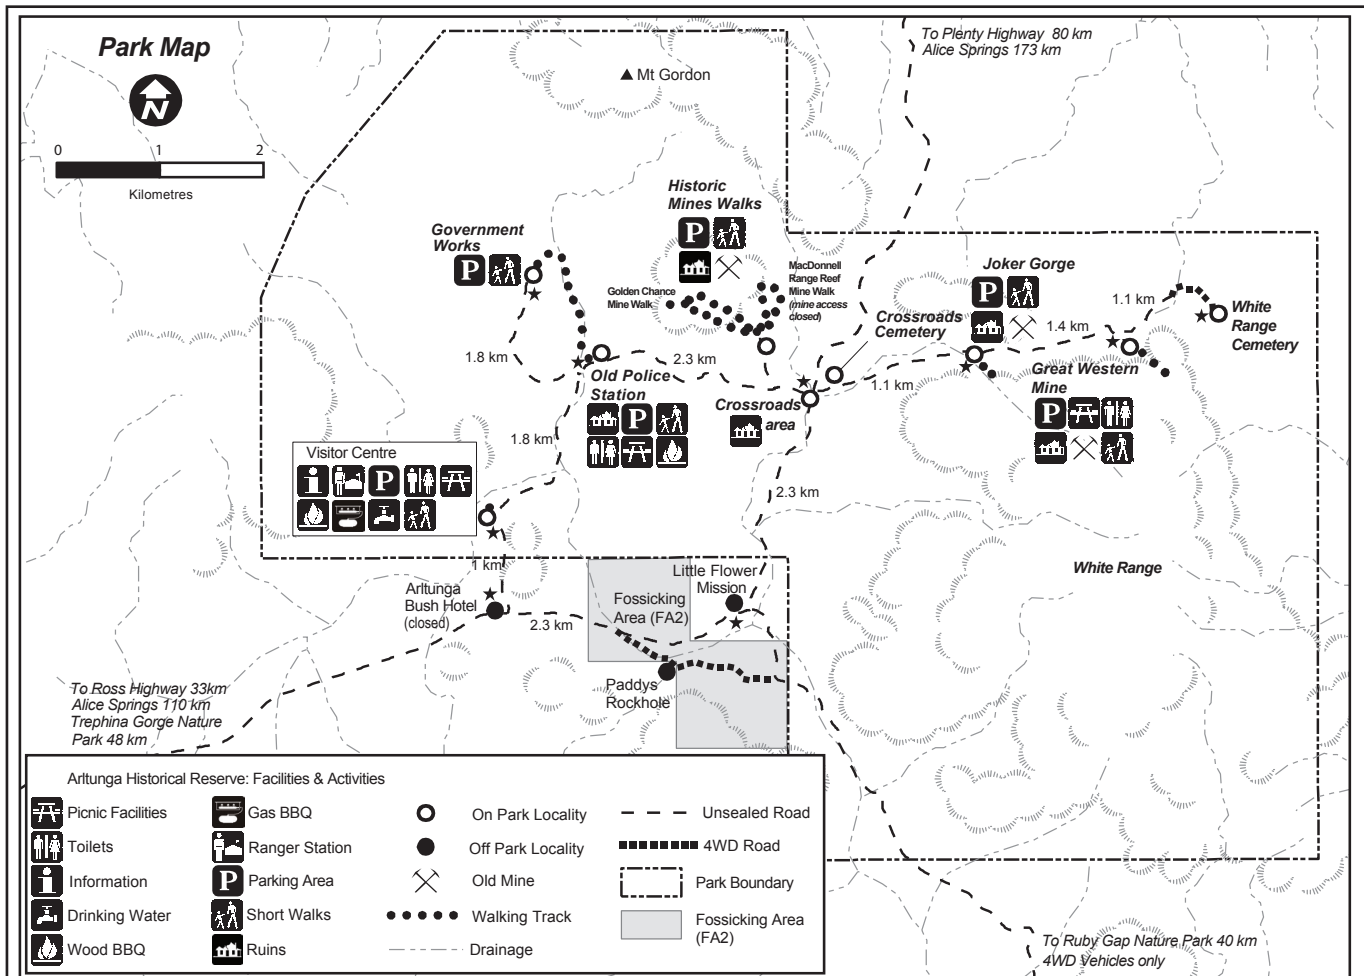 Park Map
N
0 1 2
Kilometres
To Plenty Highway 80 km
Alice Springs 173 km
Mt Gordon
Historic
Mines Walks
P
Government
Works
P
Golden Chance
Mine Walk
MacDonnell
Range Reef
Mine Walk
(mine access
closed)
Joker Gorge
P
1.1 km
White
Range
Cemetery
Crossroads
Cemetery
1.4 km
1.8 km
2.3 km
Old Police
Station
P
1.1 km
Great Western
Mine
P
Crossroads
area
1.8 km
Visitor Centre
i
P
2.3 km
1 km
Arltunga
Bush Hotel
(closed)
2.3 km
Fossicking
Area (FA2)
Little Flower
Mission
White Range
Paddys
Rockhole
To Ross Highway 33km
Alice Springs 110 km
Trephina Gorge Nature
Park 48 km
Arltunga Historical Reserve: Facilities & Activities
Picnic Facilities
Toilets
i Information
Drinking Water
Wood BBQ
Gas BBQ
Ranger Station
P Parking Area
Short Walks
Ruins
On Park Locality
Off Park Locality
Old Mine
Walking Track
Drainage
Unsealed Road
4WD Road
Park Boundary
Fossicking Area
(FA2)
To Ruby Gap Nature Park 40 km
4WD Vehicles only